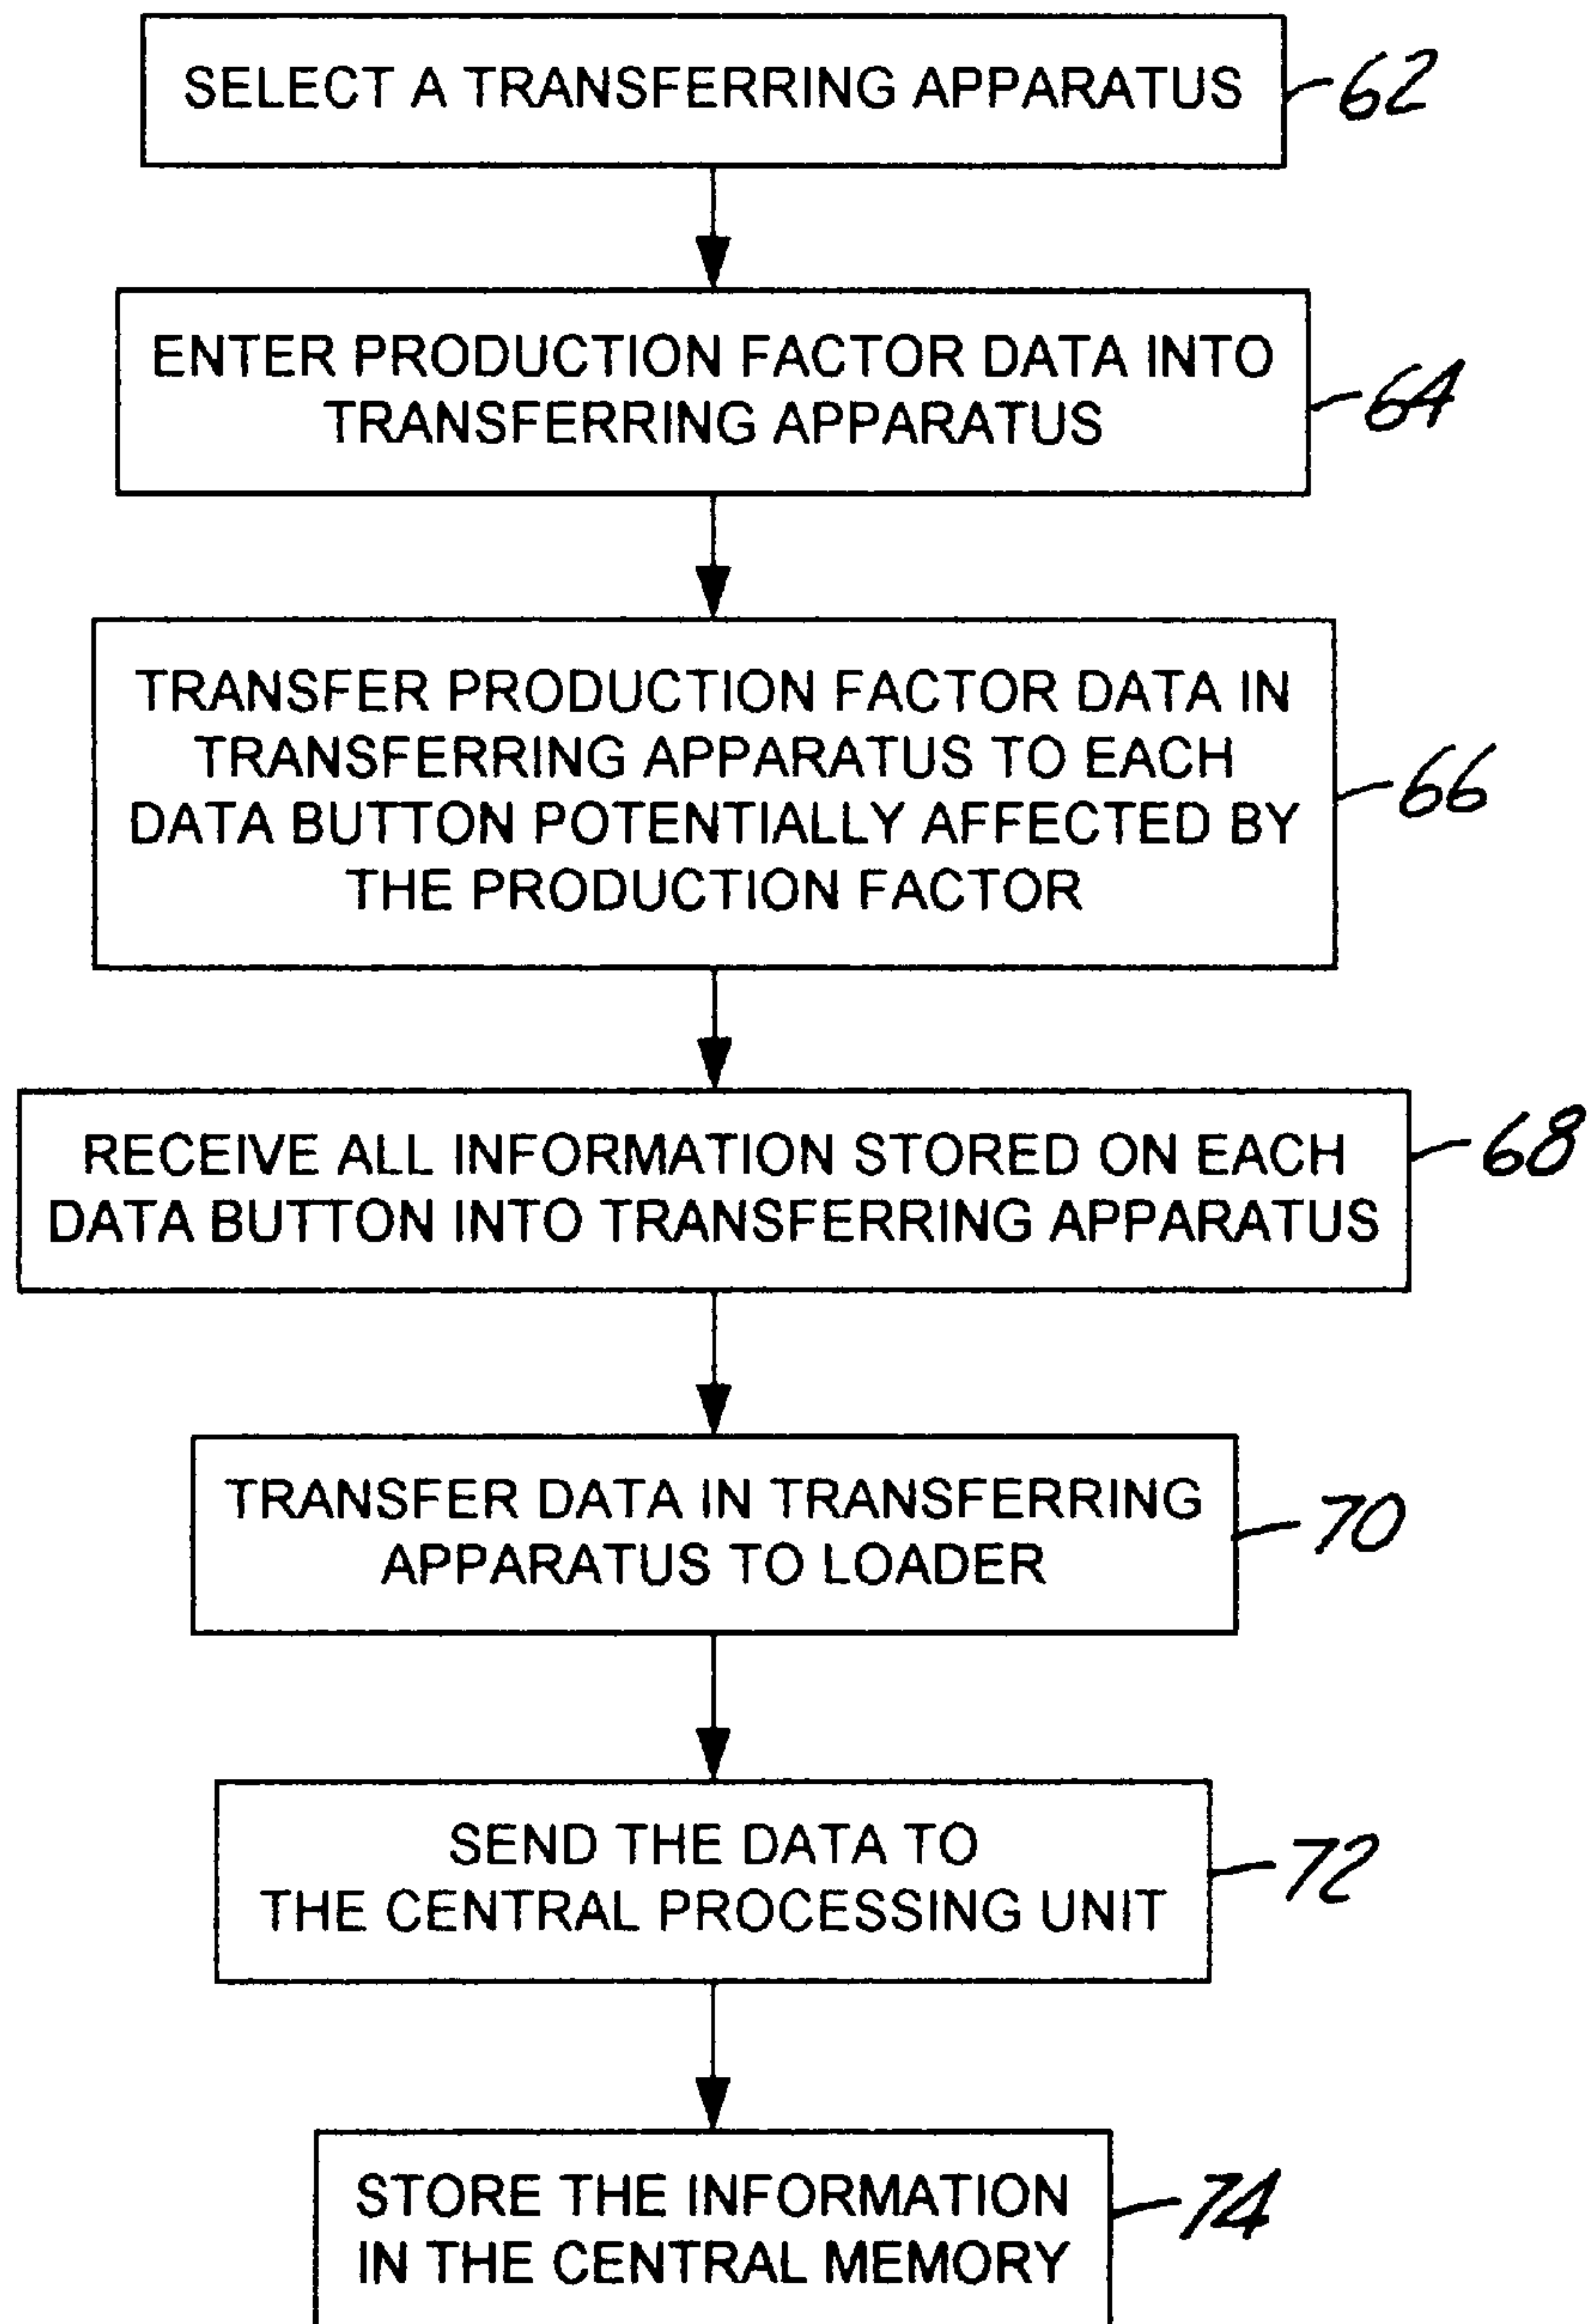 SELECT A TRANSFERRING APPARATUS
62
ENTER PRODUCTION FACTOR DATA INTO
TRANSFERRING APPARATUS
64
TRANSFER PRODUCTION FACTOR DATA IN
TRANSFERRING APPARATUS TO EACH
DATA BUTTON POTENTIALLY AFFECTED BY
THE PRODUCTION FACTOR
66
RECEIVE ALL INFORMATION STORED ON EACH
DATA BUTTON INTO TRANSFERRING APPARATUS
68
TRANSFER DATA IN TRANSFERRING
APPARATUS TO LOADER
70
SEND THE DATA TO
THE CENTRAL PROCESSING UNIT
72
STORE THE INFORMATION
IN THE CENTRAL MEMORY
74